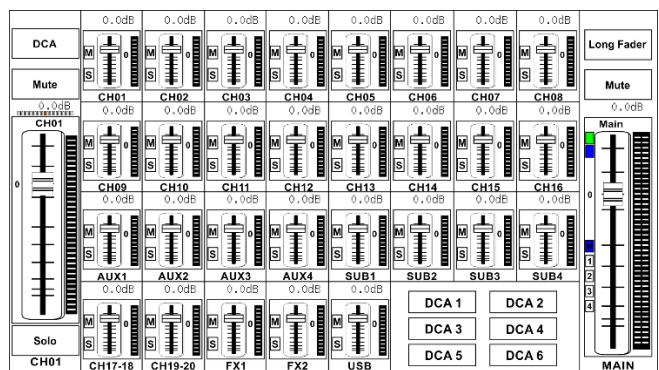 0.0dB 0.0dB 0.0dB 0.0dB 0.0dB 0.0dB 0.0dB 0.0dB
DCA
Long Fader
M 0 M 0 M 0 M 0 M 0 M 0 M 0 M 0
S S S S S S S S
Mute
Mute
CH01 CH02 CH03 CH04 CH05 CH06 CH07 CH08
0.0dB 0.0dB 0.0dB 0.0dB 0.0dB 0.0dB 0.0dB 0.0dB 0.0dB 0.0dB
CH01
Main
M 0 M 0 M 0 M 0 M 0 M 0 M 0 M 0
S S S S S S S S
0
0
CH09 CH10 CH11 CH12 CH13 CH14 CH15 CH16
0.0dB 0.0dB 0.0dB 0.0dB 0.0dB 0.0dB 0.0dB 0.0dB
M 0 M 0 M 0 M 0 M 0 M 0 M 0 M 0
S S S S S S S S
1
2
3
4
AUX1 AUX2 AUX3 AUX4 SUB1 SUB2 SUB3 SUB4
0.0dB 0.0dB 0.0dB 0.0dB 0.0dB
DCA 1 DCA 2
M 0 M 0 M 0 M 0 M 0
DCA 3 DCA 4
S S S S S
Solo
DCA 5 DCA 6
CH01 CH17-18 CH19-20 FX1 FX2 USB MAIN